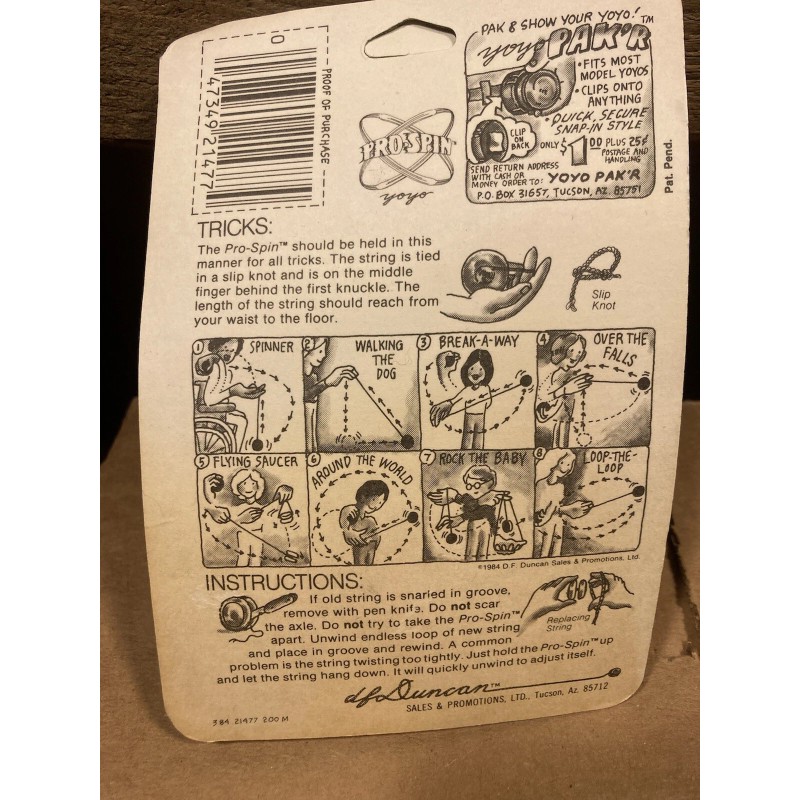 0
47349 21477
PROOF OF PURCHASE
PRO•SPIN™
yoyo
PAK & SHOW YOUR YOYO!™
yoyo PAK'R
•FITS MOST
MODEL YOYOS
•CLIPS ONTO
ANYTHING
•QUICK, SECURE
SNAP-IN STYLE
CLIP
ON
BACK
ONLY $1 00 PLUS 25¢
POSTAGE AND
HANDLING
SEND RETURN ADDRESS
WITH CASH OR
MONEY ORDER TO: YOYO PAK'R
P.O. BOX 31657, TUCSON, AZ 85751
Pat. Pend.
TRICKS:
The Pro-Spin™ should be held in this
manner for all tricks. The string is tied
in a slip knot and is on the middle
finger behind the first knuckle. The
length of the string should reach from
your waist to the floor.
Slip
Knot
1 SPINNER
2 WALKING
THE
DOG
3 BREAK-A-WAY
4 OVER THE
FALLS
5 FLYING SAUCER
6 AROUND THE WORLD
7 ROCK THE BABY
8 LOOP-THE-
LOOP
©1984 D.F. Duncan Sales & Promotions, Ltd.
INSTRUCTIONS:
If old string is snarled in groove,
remove with pen knife. Do not scar
the axle. Do not try to take the Pro-Spin™
apart. Unwind endless loop of new string
and place in groove and rewind. A common
problem is the string twisting too tightly. Just hold the Pro-Spin™ up
and let the string hang down. It will quickly unwind to adjust itself.
Replacing
String
df Duncan™
SALES & PROMOTIONS, LTD., Tucson, Az. 85712
384 21477 200 M